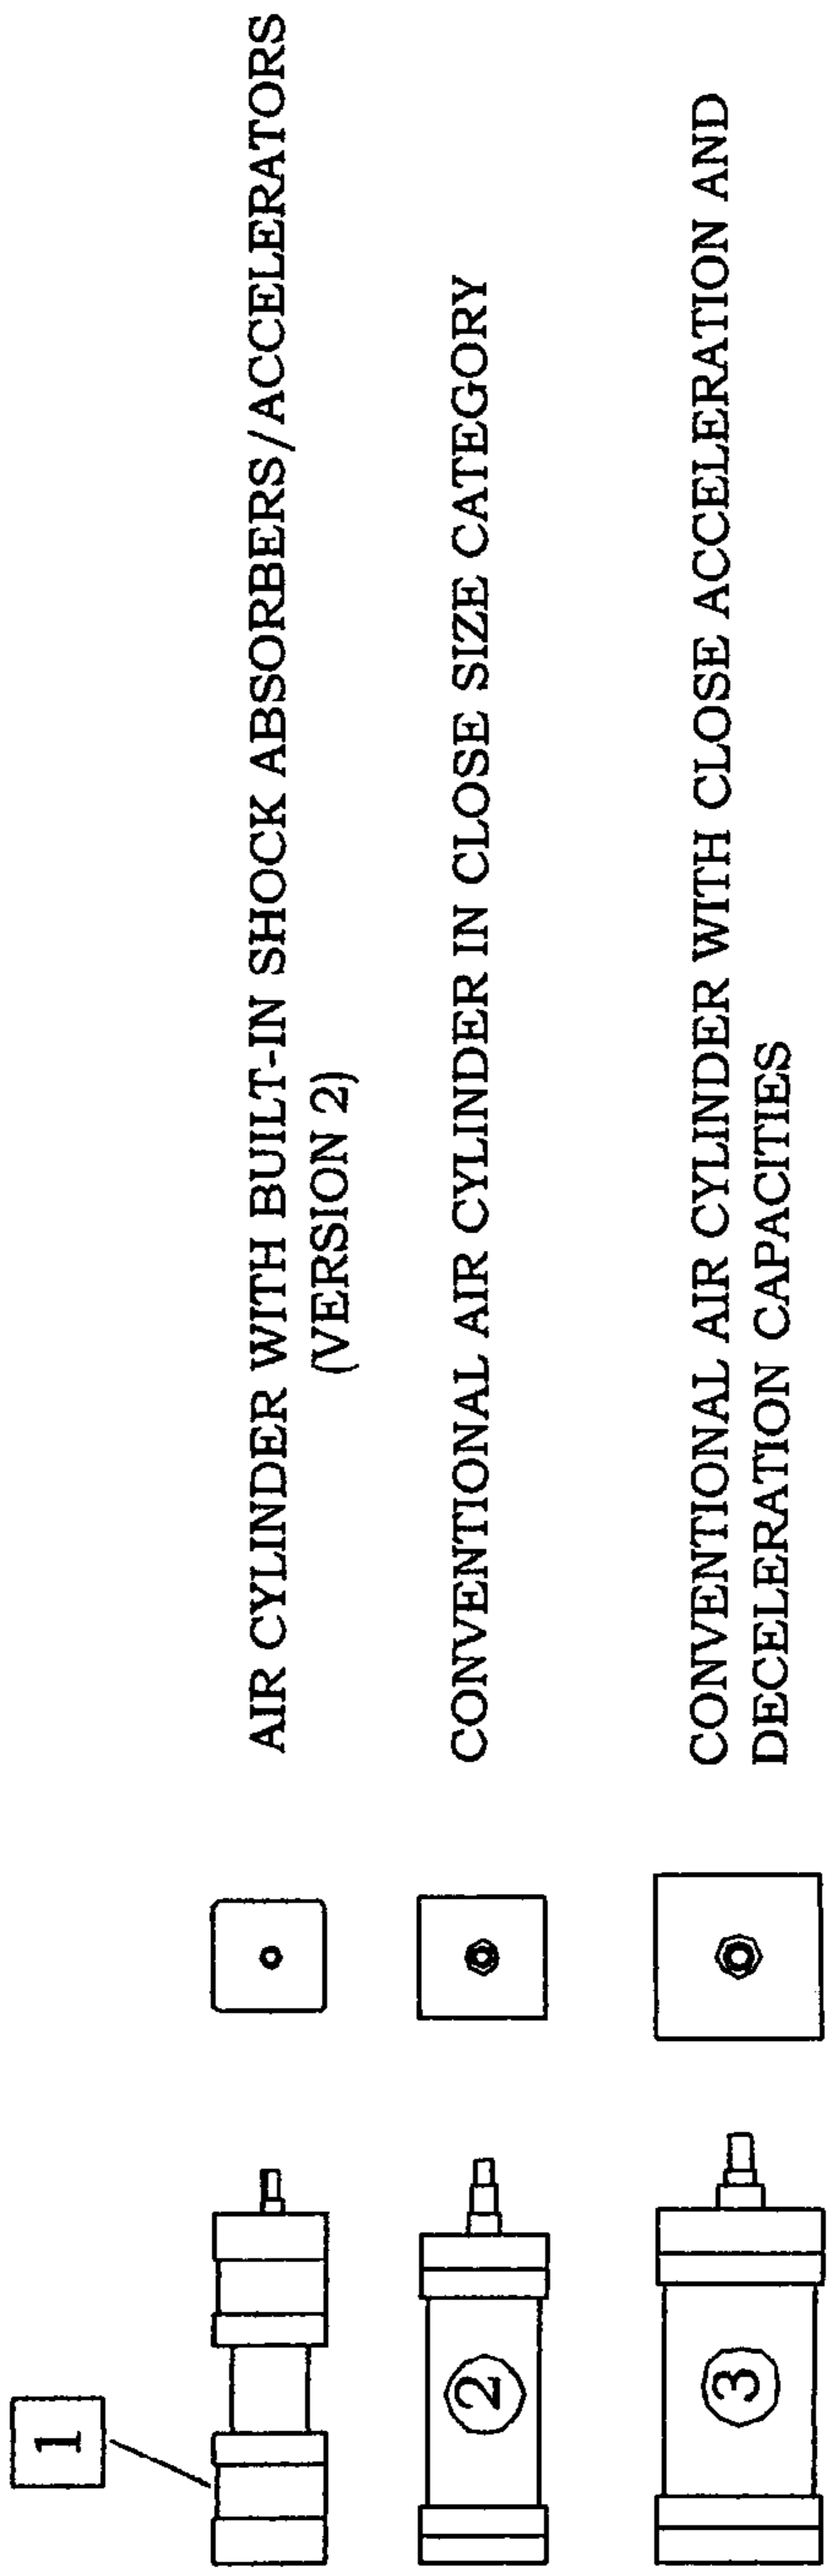 1
AIR CYLINDER WITH BUILT-IN SHOCK ABSORBERS/ACCELERATORS
(VERSION 2)
2
CONVENTIONAL AIR CYLINDER IN CLOSE SIZE CATEGORY
3
CONVENTIONAL AIR CYLINDER WITH CLOSE ACCELERATION AND
DECELERATION CAPACITIES